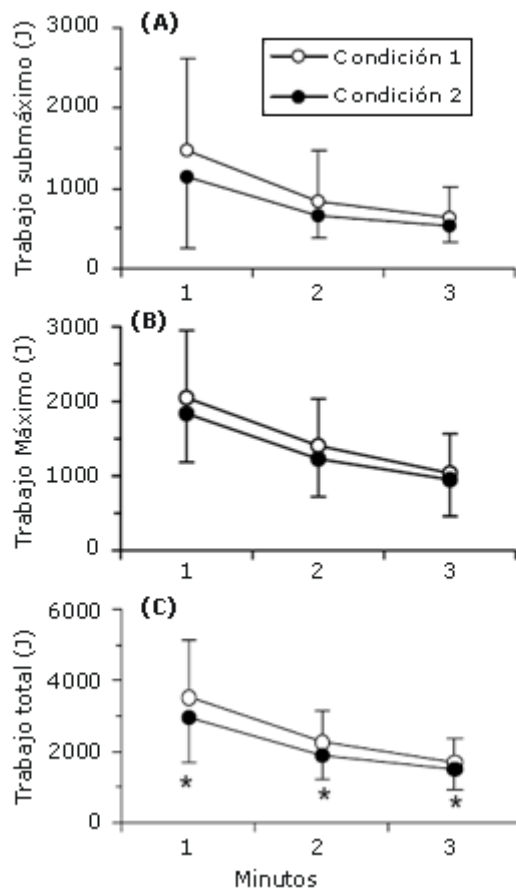 (A)
Condición 1
Condición 2
Trabajo submáximo (J)
3000
2000
1000
0
1 2 3
(B)
Trabajo Máximo (J)
3000
2000
1000
0
1 2 3
(C)
Trabajo total (J)
6000
4000
2000
0
* * *
1 2 3
Minutos